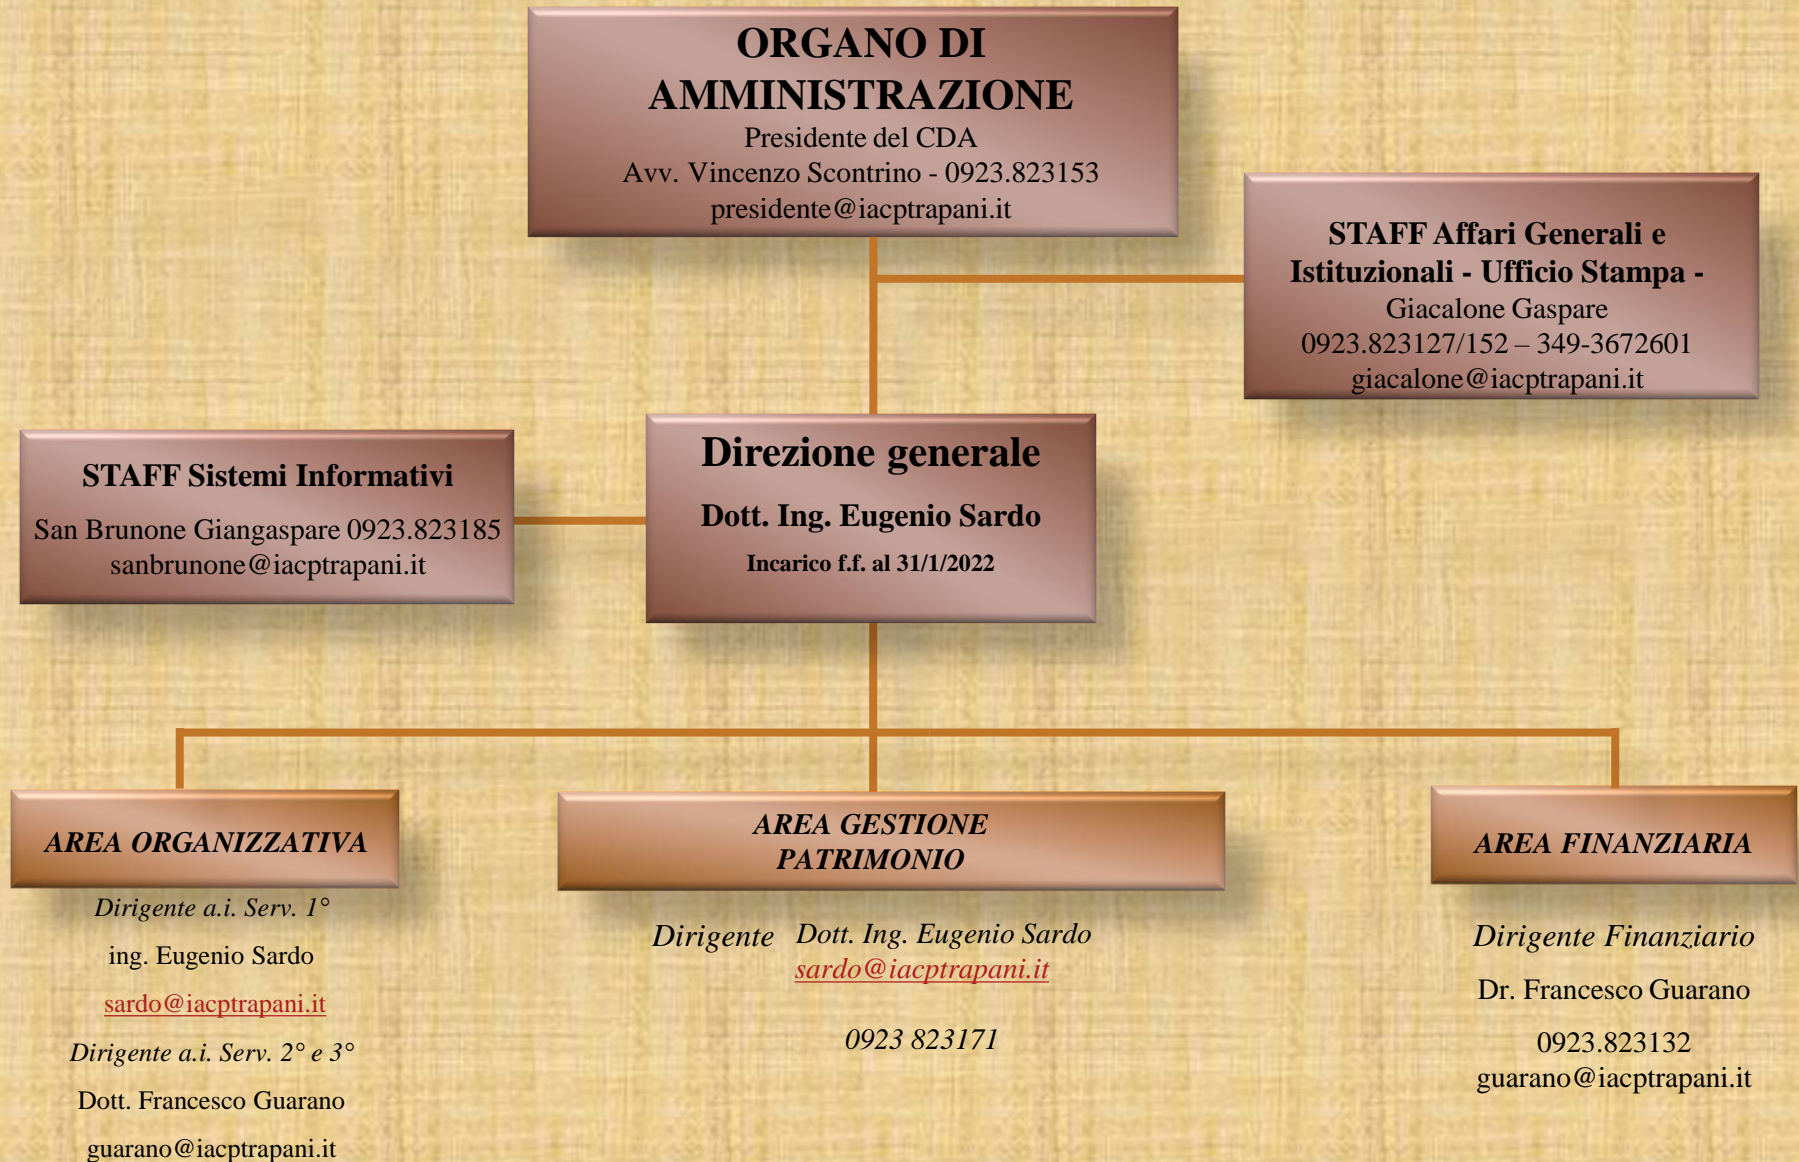 ORGANO DI
AMMINISTRAZIONE
Presidente del CDA
Avv. Vincenzo Scontrino - 0923.823153
presidente@iacptrapani.it
STAFF Affari Generali e
Istituzionali - Ufficio Stampa -
Giacalone Gaspare
0923.823127/152 – 349-3672601
giacalone@iacptrapani.it
STAFF Sistemi Informativi
San Brunone Giangaspare 0923.823185
sanbrunone@iacptrapani.it
Direzione generale
Dott. Ing. Eugenio Sardo
Incarico f.f. al 31/1/2022
AREA ORGANIZZATIVA
Dirigente a.i. Serv. 1°
ing. Eugenio Sardo
sardo@iacptrapani.it
Dirigente a.i. Serv. 2° e 3°
Dott. Francesco Guarano
guarano@iacptrapani.it
AREA GESTIONE
PATRIMONIO
Dirigente Dott. Ing. Eugenio Sardo
sardo@iacptrapani.it
0923 823171
AREA FINANZIARIA
Dirigente Finanziario
Dr. Francesco Guarano
0923.823132
guarano@iacptrapani.it